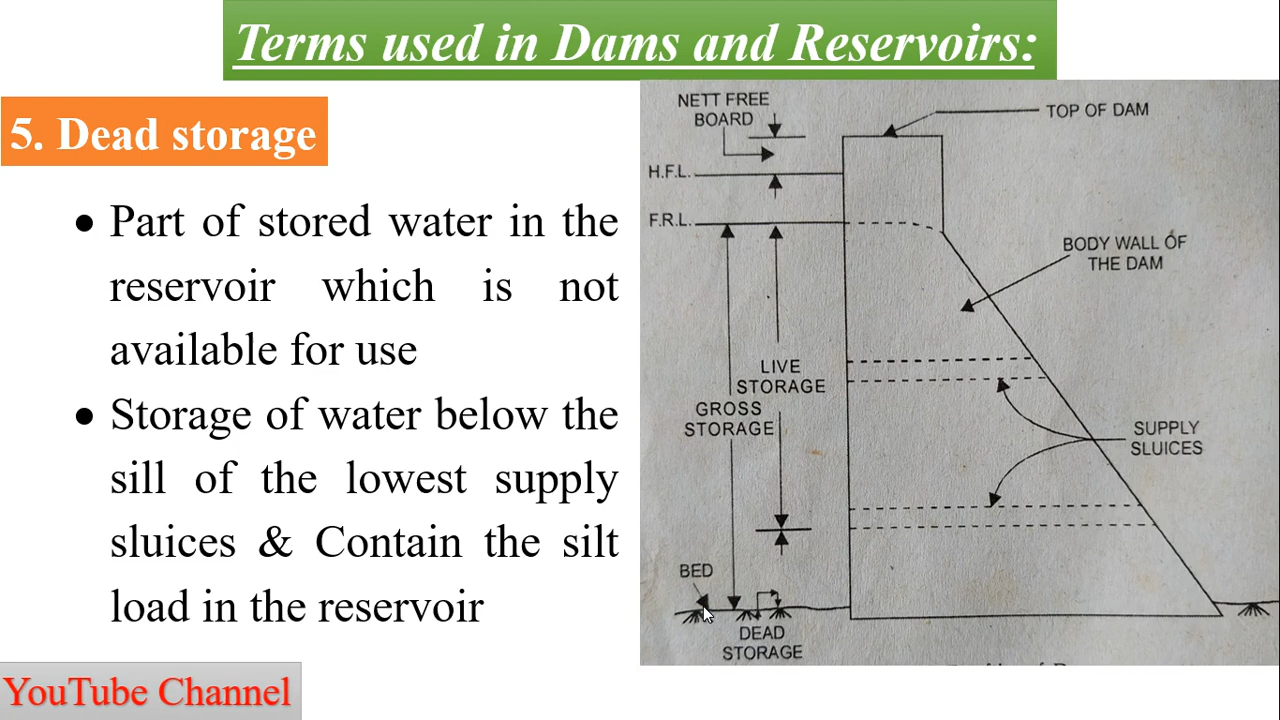 Terms used in Dams and Reservoirs:
5. Dead storage
• Part of stored water in the
reservoir which is not
available for use
• Storage of water below the
sill of the lowest supply
sluices & Contain the silt
load in the reservoir
YouTube Channel
NETT FREE
BOARD
TOP OF DAM
H.F.L.
F.R.L.
BODY WALL OF
THE DAM
LIVE
STORAGE
GROSS
STORAGE
SUPPLY
SLUICES
BED
DEAD
STORAGE